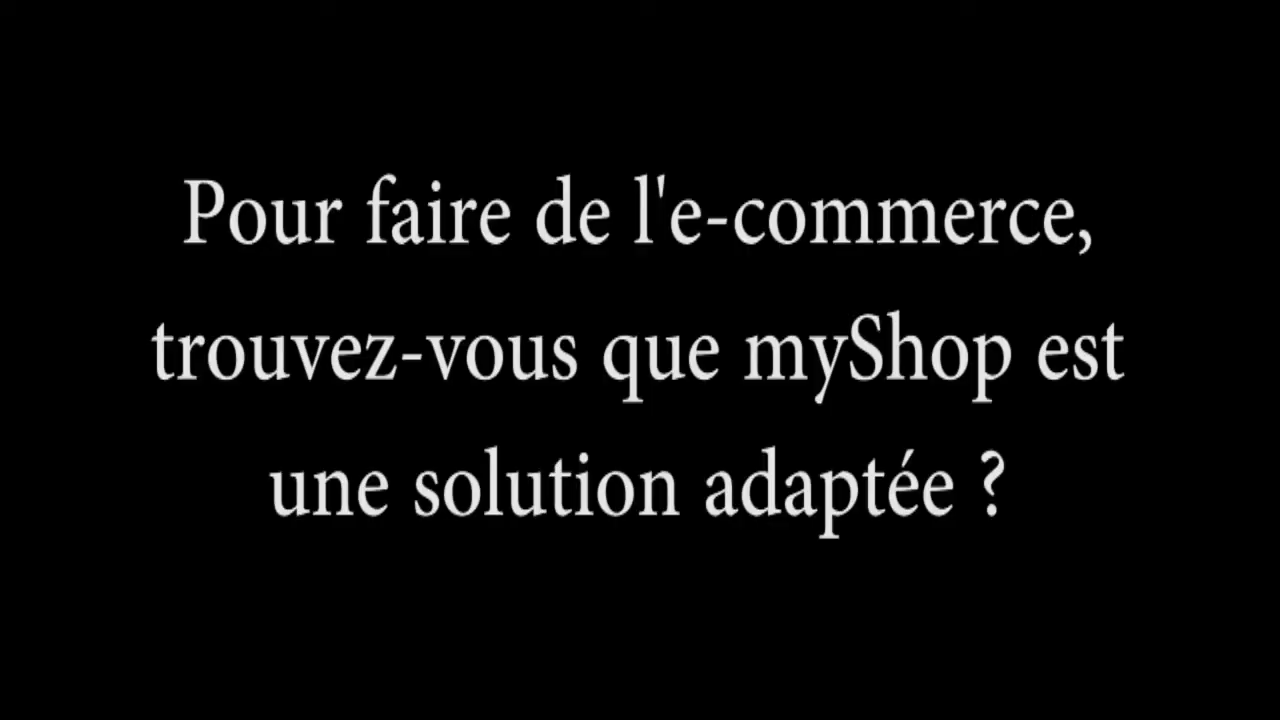 Pour faire de l'e-commerce,
trouvez-vous que myShop est
une solution adaptée ?